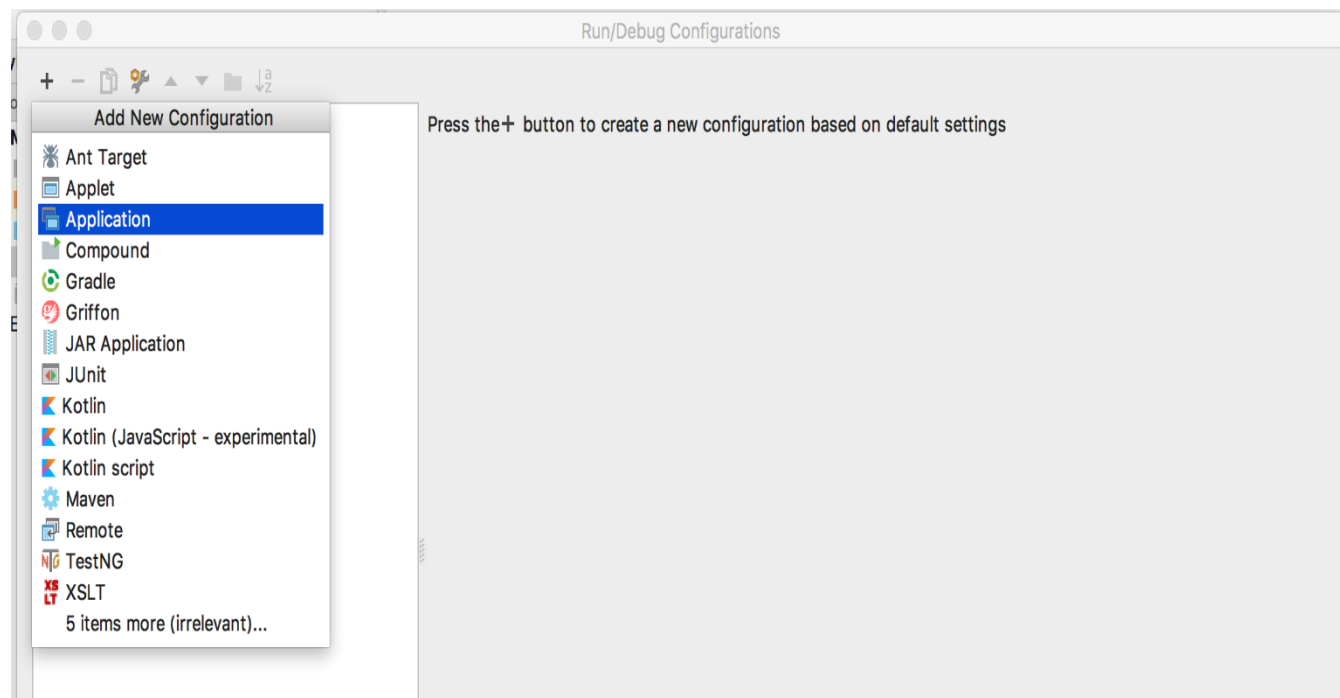 Run/Debug Configurations
Add New Configuration
Press the + button to create a new configuration based on default settings
Ant Target
Applet
Application
Compound
Gradle
Griffon
JAR Application
JUnit
Kotlin
Kotlin (JavaScript - experimental)
Kotlin script
Maven
Remote
TestNG
XSLT
5 items more (irrelevant)...